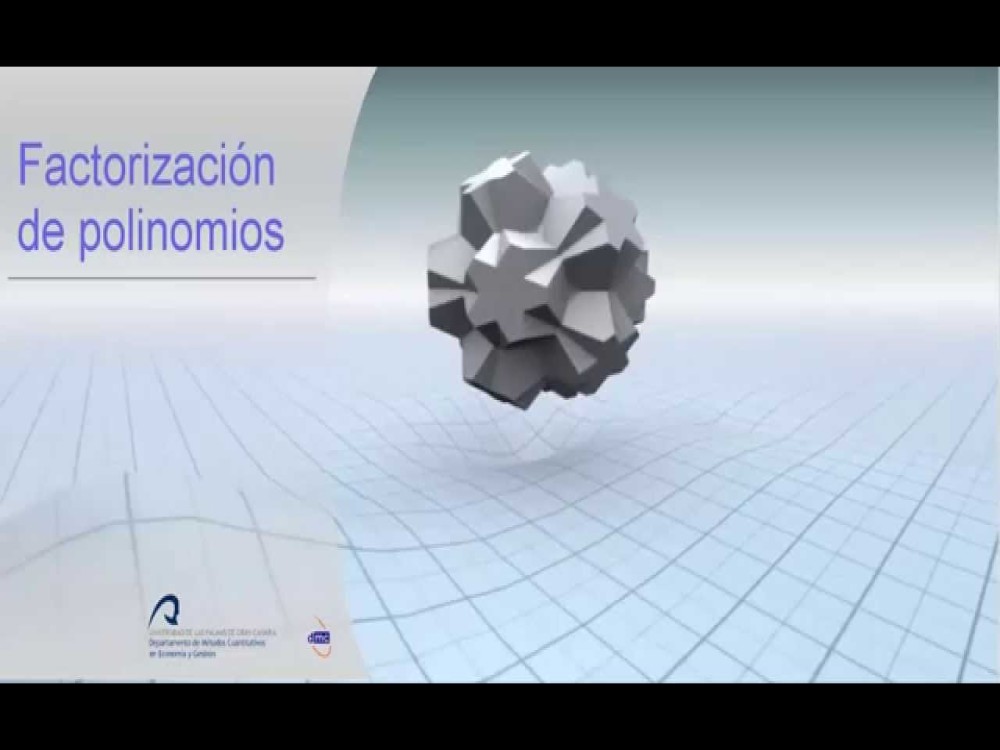 Factorización
de polinomios
UNIVERSIDAD DE LAS PALMAS DE GRAN CANARIA
Departamento de Métodos Cuantitativos
en Economía y Gestión
dmc